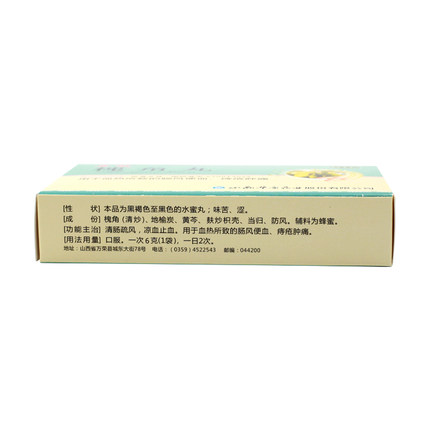 [性　　状] 本品为黑褐色至黑色的水蜜丸；味苦、涩。
[成　　份] 槐角(清炒)、地榆炭、黄芩、麸炒枳壳、当归、防风。辅料为蜂蜜。
[功能主治] 清肠疏风，凉血止血。用于血热所致的肠风便血、痔疮肿痛。
[用法用量] 口服。一次6克(1袋)，一日2次。
地址：山西省万荣县城东大街78号　电话：（0359）4522543　邮编：044200